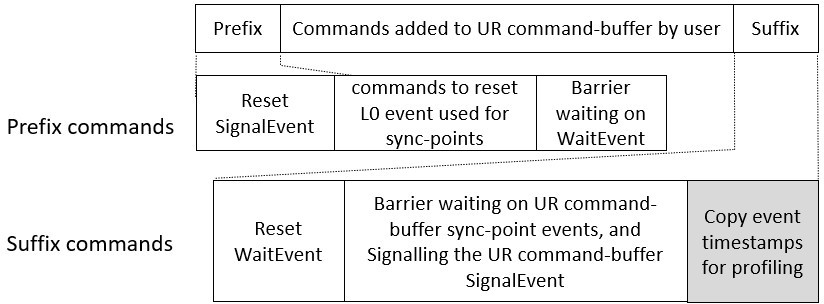 Prefix
Commands added to UR command-buffer by user
Suffix
Prefix commands
Reset
SignalEvent
commands to reset
L0 event used for
sync-points
Barrier
waiting on
WaitEvent
Suffix commands
Reset
WaitEvent
Barrier waiting on UR command-
buffer sync-point events, and
Signalling the UR command-buffer
SignalEvent
Copy event
timestamps
for profiling